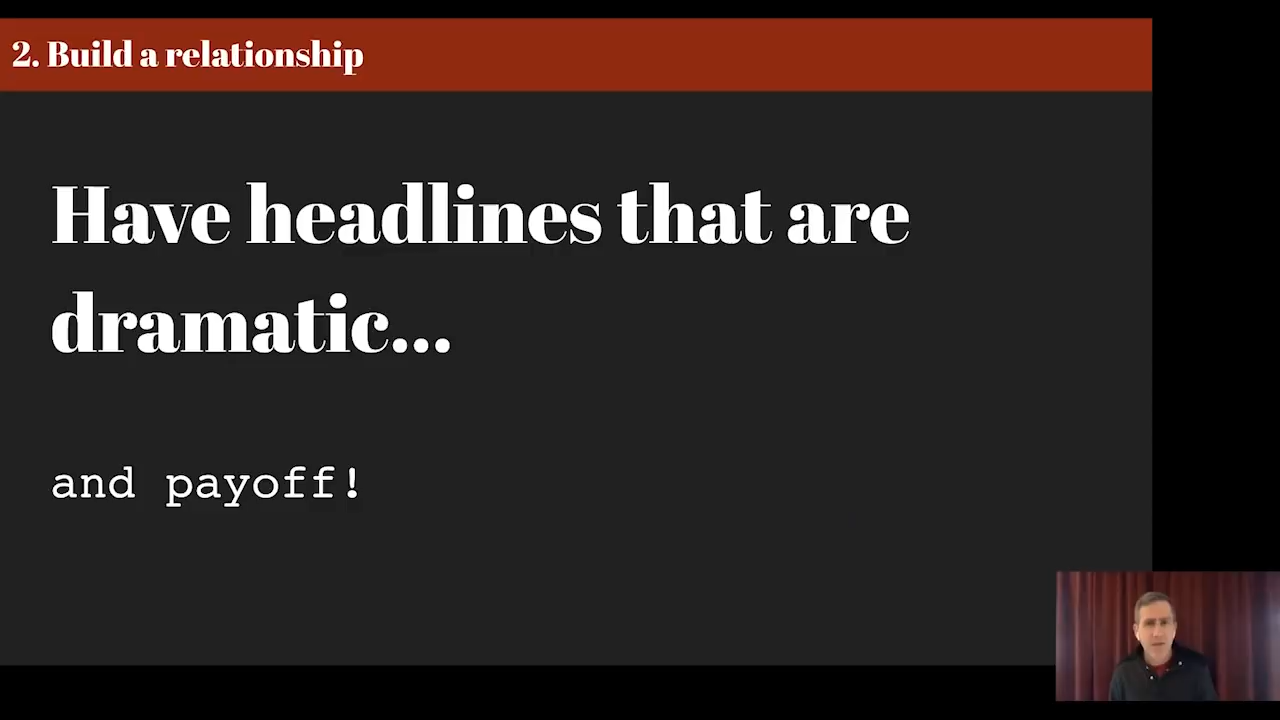 2. Build a relationship
Have headlines that are
dramatic...
and payoff!